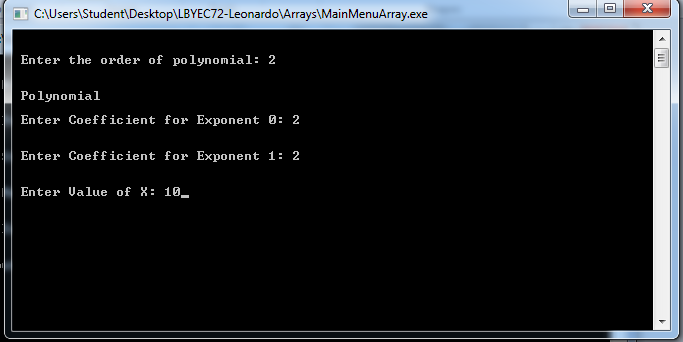 C:\Users\Student\Desktop\LBYEC72-Leonardo\Arrays\MainMenuArray.exe
Enter the order of polynomial: 2
Polynomial
Enter Coefficient for Exponent 0: 2
Enter Coefficient for Exponent 1: 2
Enter Value of X: 10_